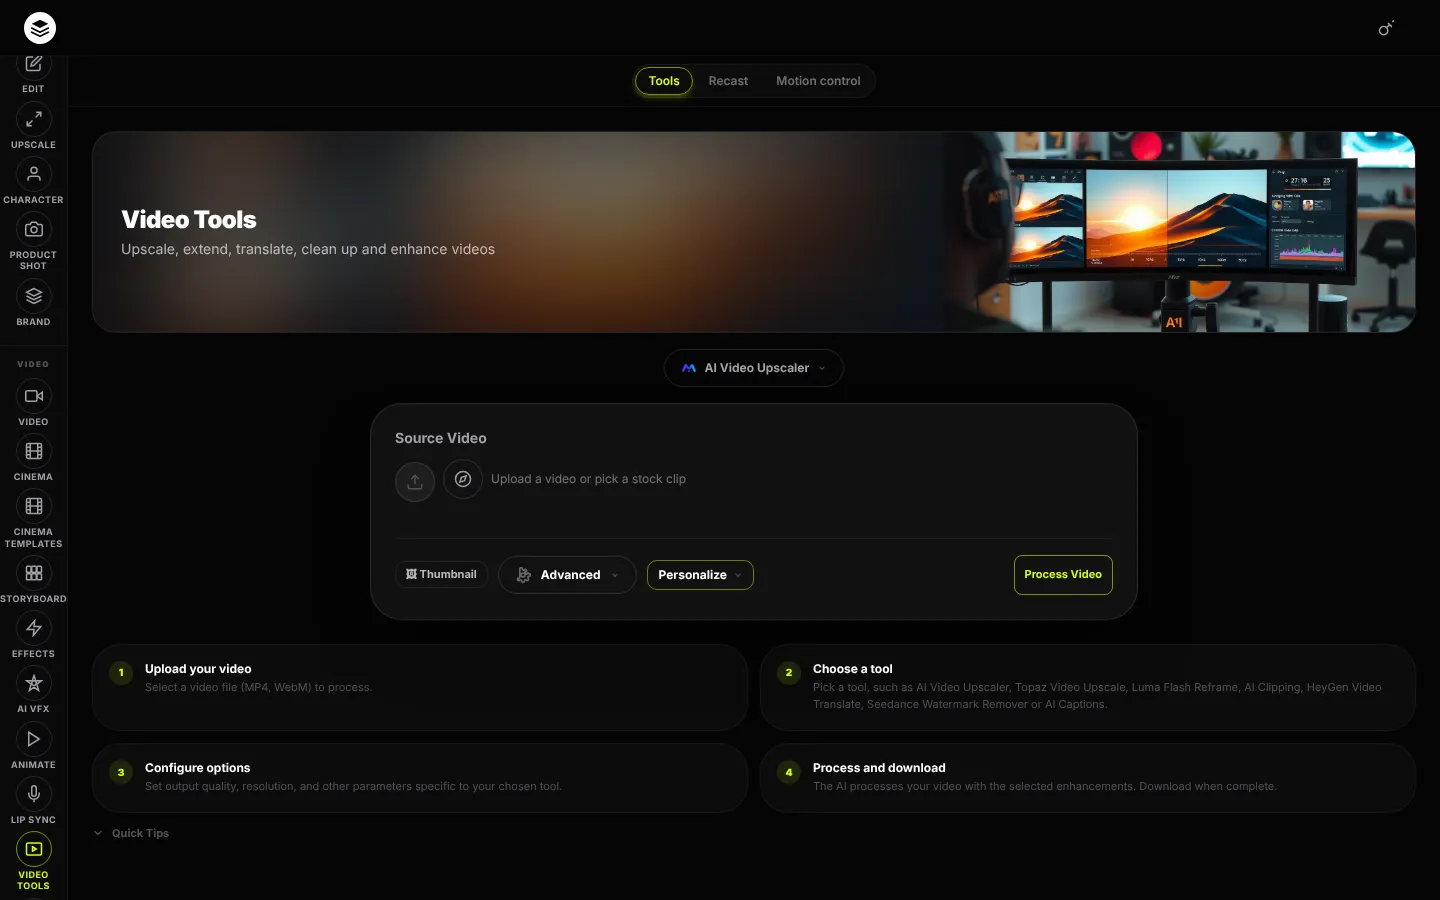 Tools
Recast
Motion control
EDIT
UPSCALE
CHARACTER
PRODUCT
SHOT
BRAND
VIDEO
VIDEO
CINEMA
CINEMA
TEMPLATES
STORYBOARD
EFFECTS
AI VFX
ANIMATE
LIP SYNC
VIDEO
TOOLS
Video Tools
Upscale, extend, translate, clean up and enhance videos
27:16
25
AI Video Upscaler
Source Video
Upload a video or pick a stock clip
Thumbnail
Advanced
Personalize
Process Video
1
Upload your video
Select a video file (MP4, WebM) to process.
2
Choose a tool
Pick a tool, such as AI Video Upscaler, Topaz Video Upscale, Luma Flash Reframe, AI Clipping, HeyGen Video
Translate, Seedance Watermark Remover or AI Captions.
3
Configure options
Set output quality, resolution, and other parameters specific to your chosen tool.
4
Process and download
The AI processes your video with the selected enhancements. Download when complete.
Quick Tips